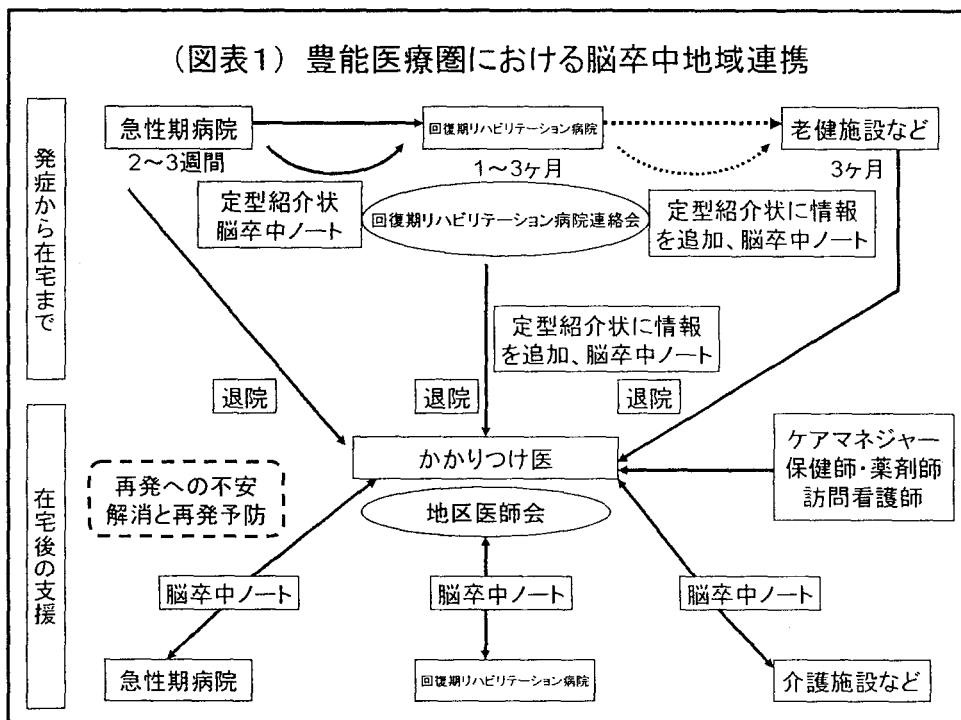 (図表1) 豊能医療圏における脳卒中地域連携
発症から在宅まで
急性期病院
2～3週間
回復期リハビリテーション病院
1～3ヶ月
老健施設など
3ヶ月
定型紹介状
脳卒中ノート
回復期リハビリテーション病院連絡会
定型紹介状に情報
を追加、脳卒中ノート
定型紹介状に情報
を追加、脳卒中ノート
退院
退院
退院
在宅後の支援
かかりつけ医
ケアマネジャー
保健師・薬剤師
訪問看護師
再発への不安
解消と再発予防
地区医師会
脳卒中ノート
脳卒中ノート
脳卒中ノート
急性期病院
回復期リハビリテーション病院
介護施設など